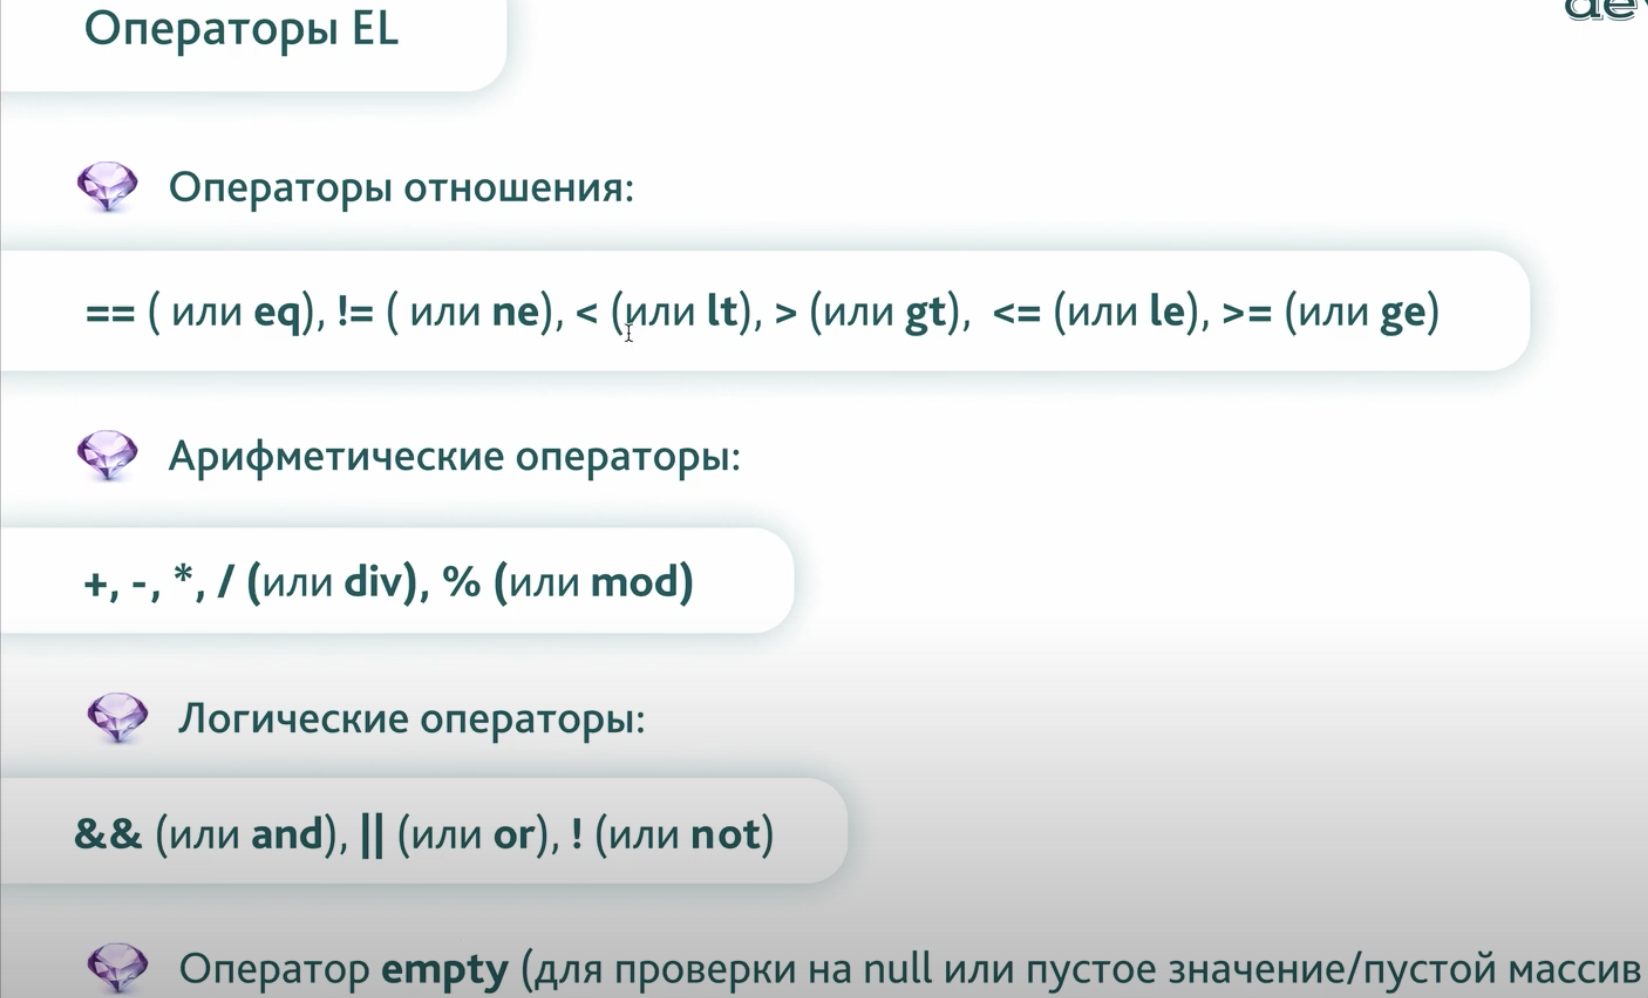 Операторы EL
Операторы отношения:
== ( или eq), != ( или ne), < (или lt), > (или gt), <= (или le), >= (или ge)
Арифметические операторы:
+, -, *, / (или div), % (или mod)
Логические операторы:
&& (или and), || (или or), ! (или not)
Оператор empty (для проверки на null или пустое значение/пустой массив